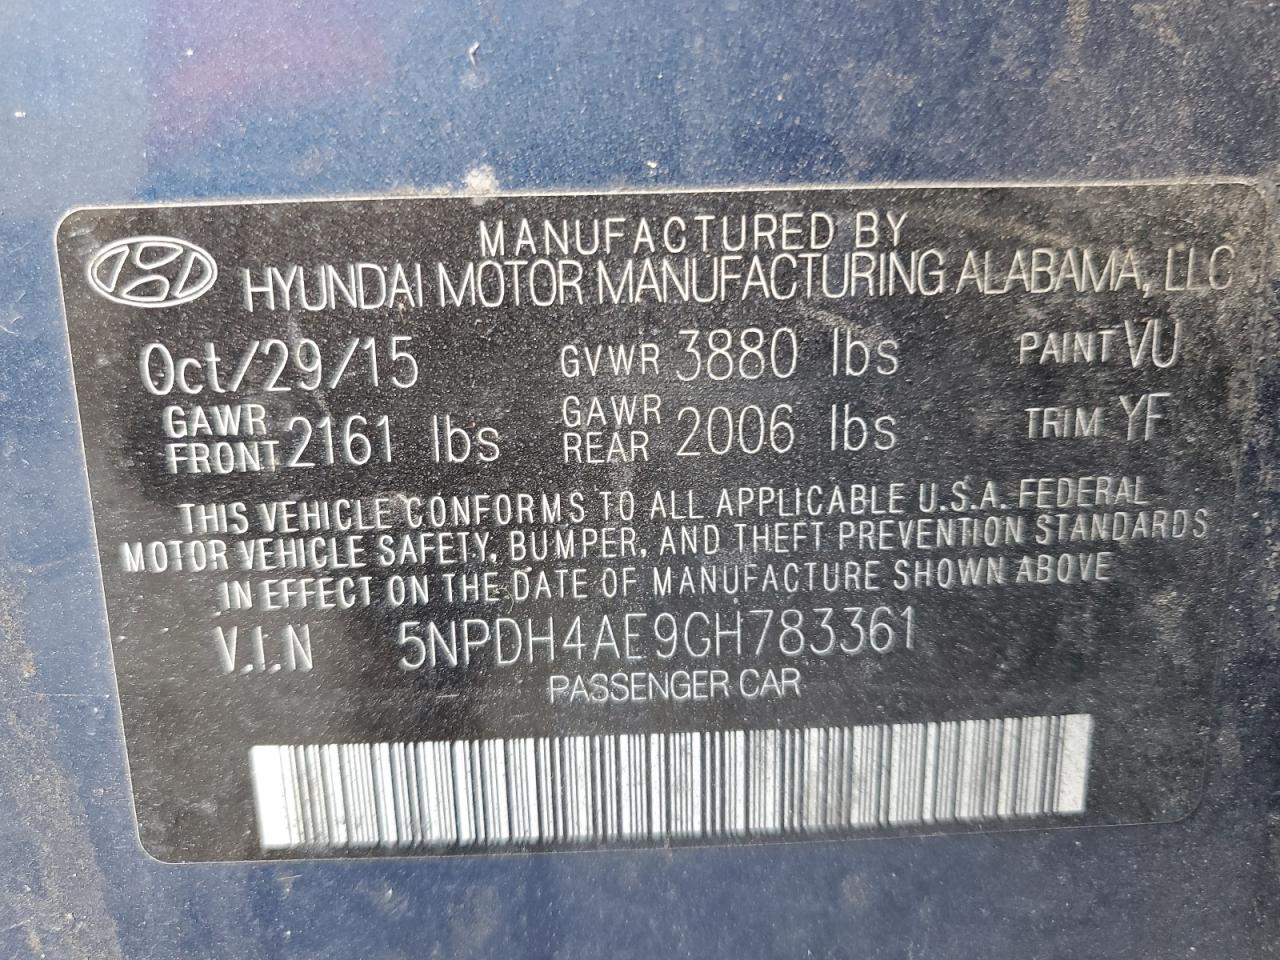 MANUFACTURED BY
HYUNDAI MOTOR MANUFACTURING ALABAMA, LLC
Oct/29/15 GVWR 3880 lbs PAINT VU
GAWR FRONT 2161 lbs GAWR REAR 2006 lbs TRIM YF
THIS VEHICLE CONFORMS TO ALL APPLICABLE U.S.A. FEDERAL
MOTOR VEHICLE SAFETY, BUMPER, AND THEFT PREVENTION STANDARDS
IN EFFECT ON THE DATE OF MANUFACTURE SHOWN ABOVE
V.I.N 5NPDH4AE9GH783361
PASSENGER CAR